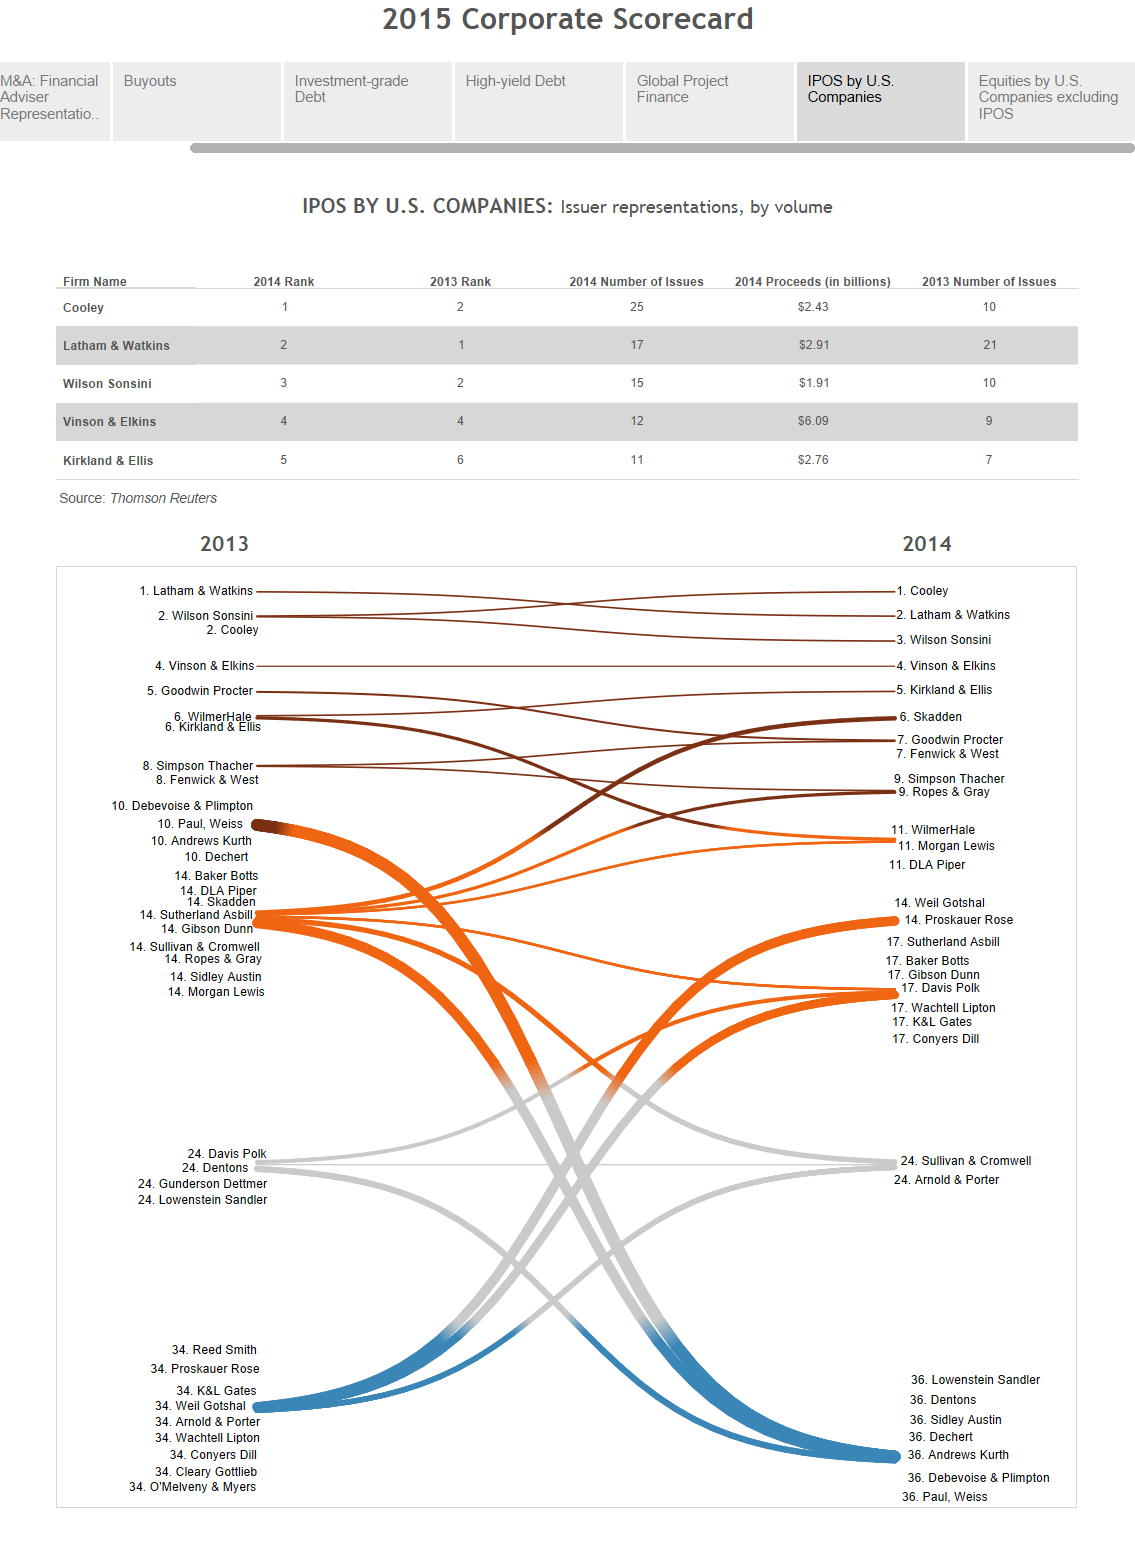 2015 Corporate Scorecard
M&A: Financial
Adviser
Representatio..
Buyouts
Investment-grade
Debt
High-yield Debt
Global Project
Finance
IPOS by U.S.
Companies
Equities by U.S.
Companies excluding
IPOS
IPOS BY U.S. COMPANIES: Issuer representations, by volume
Firm Name 2014 Rank 2013 Rank 2014 Number of Issues 2014 Proceeds (in billions) 2013 Number of Issues
Cooley 1 2 25 $2.43 10
Latham & Watkins 2 1 17 $2.91 21
Wilson Sonsini 3 2 15 $1.91 10
Vinson & Elkins 4 4 12 $6.09 9
Kirkland & Ellis 5 6 11 $2.76 7
Source: Thomson Reuters
2013
1. Latham & Watkins
2. Wilson Sonsini
2. Cooley
4. Vinson & Elkins
5. Goodwin Procter
6. WilmerHale
6. Kirkland & Ellis
8. Simpson Thacher
8. Fenwick & West
10. Debevoise & Plimpton
10. Paul, Weiss
10. Andrews Kurth
10. Dechert
14. Baker Botts
14. DLA Piper
14. Skadden
14. Sutherland Asbill
14. Gibson Dunn
14. Sullivan & Cromwell
14. Ropes & Gray
14. Sidley Austin
14. Morgan Lewis
24. Davis Polk
24. Dentons
24. Gunderson Dettmer
24. Lowenstein Sandler
34. Reed Smith
34. Proskauer Rose
34. K&L Gates
34. Weil Gotshal
34. Arnold & Porter
34. Wachtell Lipton
34. Conyers Dill
34. Cleary Gottlieb
34. O'Melveny & Myers
2014
1. Cooley
2. Latham & Watkins
3. Wilson Sonsini
4. Vinson & Elkins
5. Kirkland & Ellis
6. Skadden
7. Goodwin Procter
7. Fenwick & West
9. Simpson Thacher
9. Ropes & Gray
11. WilmerHale
11. Morgan Lewis
11. DLA Piper
14. Weil Gotshal
14. Proskauer Rose
17. Sutherland Asbill
17. Baker Botts
17. Gibson Dunn
17. Davis Polk
17. Wachtell Lipton
17. K&L Gates
17. Conyers Dill
24. Sullivan & Cromwell
24. Arnold & Porter
36. Lowenstein Sandler
36. Dentons
36. Sidley Austin
36. Dechert
36. Andrews Kurth
36. Debevoise & Plimpton
36. Paul, Weiss